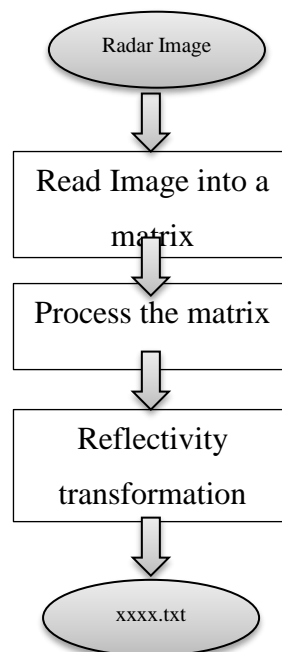 Radar Image
Read Image into a
matrix
Process the matrix
Reflectivity
transformation
xxxx.txt